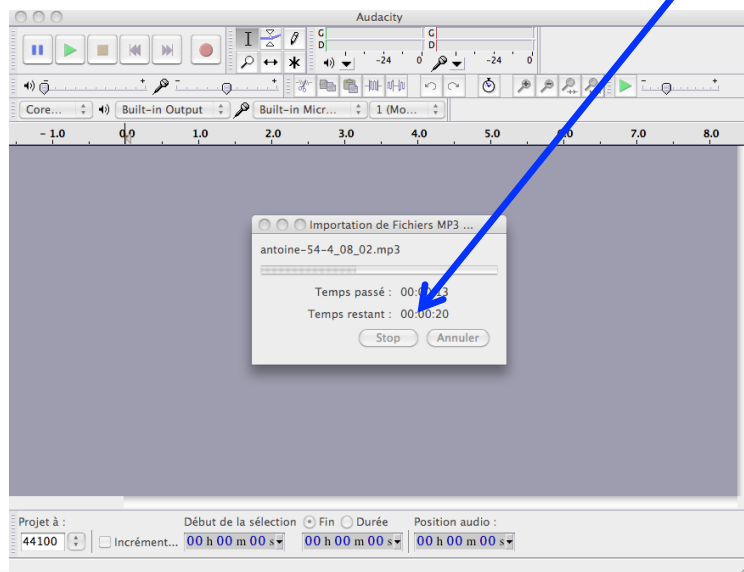 Audacity
G
D
-24 0
G
D
-24 0
Core... Built-in Output Built-in Micr... 1 (Mo...
- 1.0 0.0 1.0 2.0 3.0 4.0 5.0 7.0 8.0
Importation de Fichiers MP3 ...
antoine-54-4_08_02.mp3
Temps passé :
Temps restant : 00:00:20
Stop Annuler
Projet à : Début de la sélection Fin Durée Position audio :
44100 Incrément... 00 h 00 m 00 s 00 h 00 m 00 s 00 h 00 m 00 s